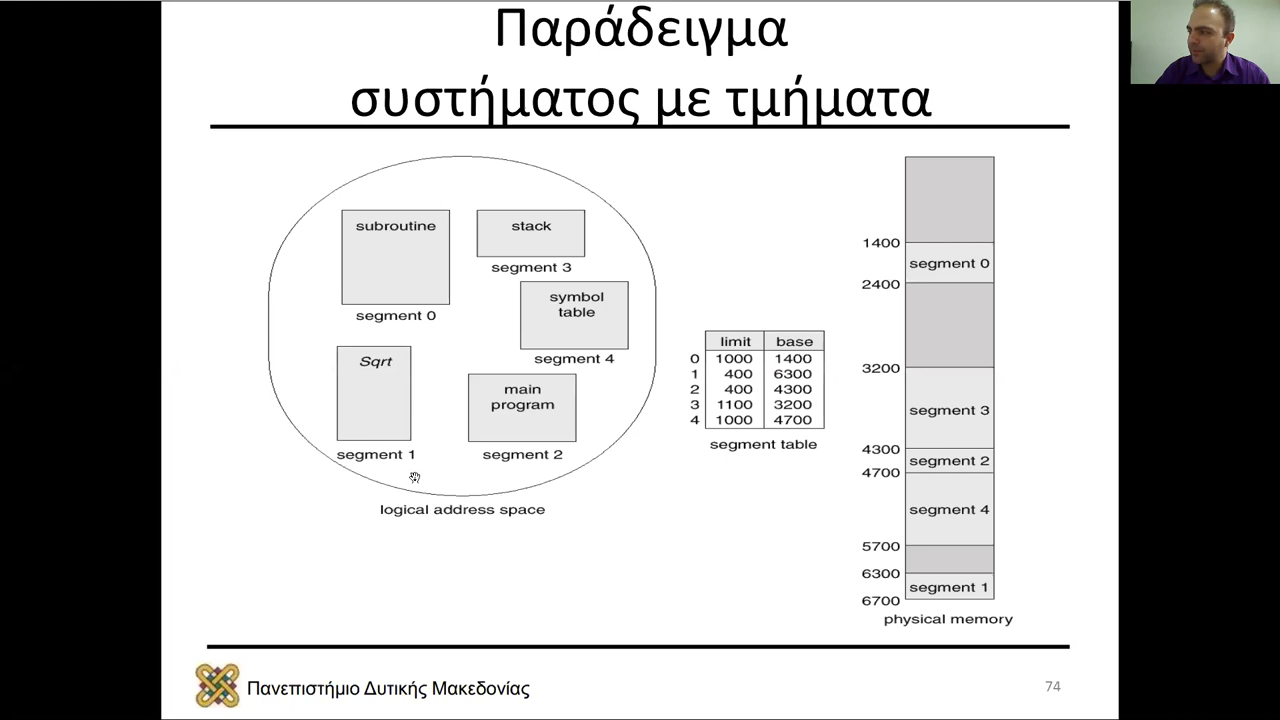 Παράδειγμα
συστήματος με τμήματα
subroutine
segment 0
stack
segment 3
symbol
table
segment 4
Sqrt
segment 1
main
program
segment 2
logical address space
limit base
0 1000 1400
1 400 6300
2 400 4300
3 1100 3200
4 1000 4700
segment table
1400
segment 0
2400
3200
segment 3
4300
segment 2
4700
segment 4
5700
6300
segment 1
6700
physical memory
Πανεπιστήμιο Δυτικής Μακεδονίας
74